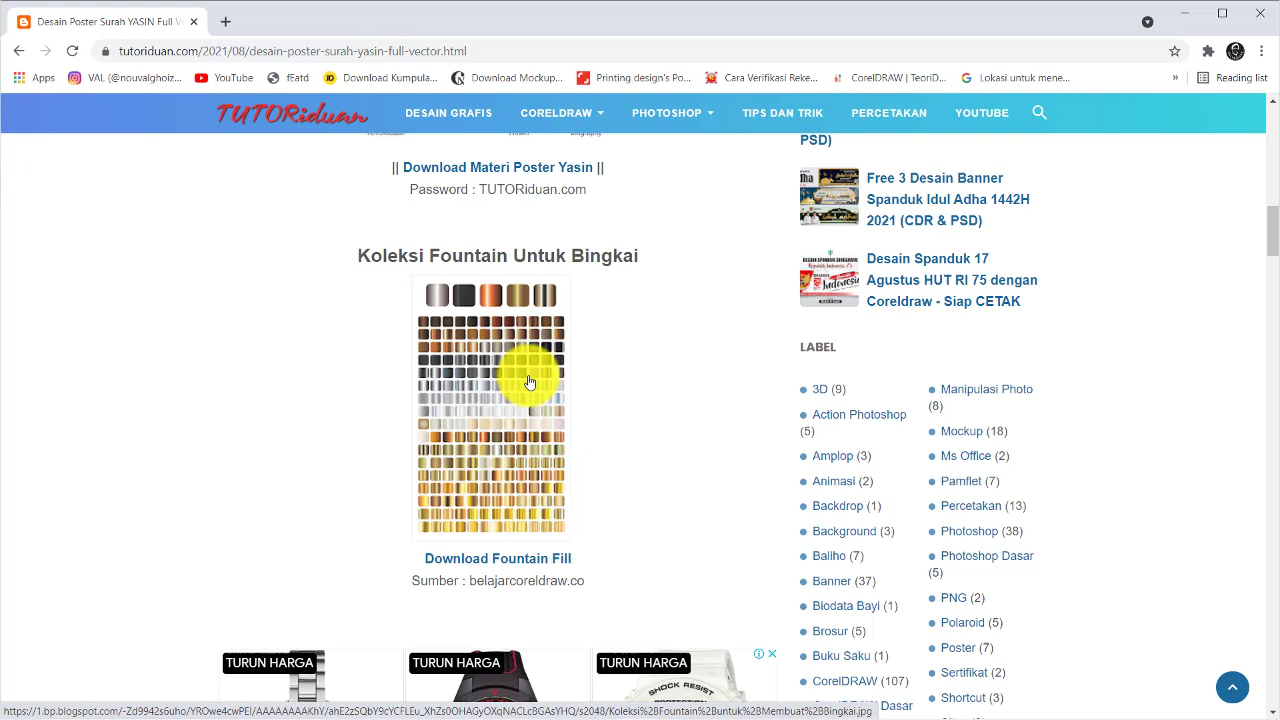 Desain Poster Surah YASIN Full V
tutoriduan.com/2021/08/desain-poster-surah-yasin-full-vector.html
Apps
VAL (@nouvalghoiz...
YouTube
Eatd
Download Kumpula...
Download Mockup...
Printing design's Po...
Cara Verifikasi Reke...
CorelDRAW | TeoriD...
Lokasi untuk mene...
»
Reading list
TUTORiduan
DESAIN GRAFIS
CORELDRAW
PHOTOSHOP
TIPS DAN TRIK
PERCETAKAN
YOUTUBE
|| Download Materi Poster Yasin ||
Password : TUTORiduan.com
Koleksi Fountain Untuk Bingkai
Download Fountain Fill
Sumber : belajarcoreldraw.co
TURUN HARGA
TURUN HARGA
TURUN HARGA
SHOCK RESIST
PSD)
Free 3 Desain Banner
Spanduk Idul Adha 1442H
2021 (CDR & PSD)
Desain Spanduk 17
Agustus HUT RI 75 dengan
Coreldraw - Siap CETAK
LABEL
3D (9)
Action Photoshop
(5)
Amplop (3)
Animasi (2)
Backdrop (1)
Background (3)
Baliho (7)
Banner (37)
Biodata Bayi (1)
Brosur (5)
Buku Saku (1)
CorelDRAW (107)
Dasar
Manipulasi Photo
(8)
Mockup (18)
Ms Office (2)
Pamflet (7)
Percetakan (13)
Photoshop (38)
Photoshop Dasar
(5)
PNG (2)
Polaroid (5)
Poster (7)
Sertifikat (2)
Shortcut (3)